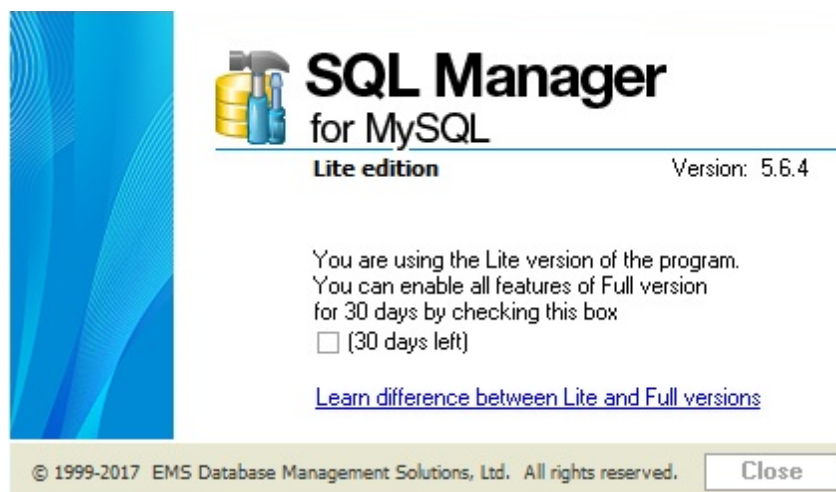 SQL Manager
for MySQL
Lite edition Version: 5.6.4
You are using the Lite version of the program.
You can enable all features of Full version
for 30 days by checking this box
(30 days left)
Learn difference between Lite and Full versions
© 1999-2017 EMS Database Management Solutions, Ltd. All rights reserved. Close